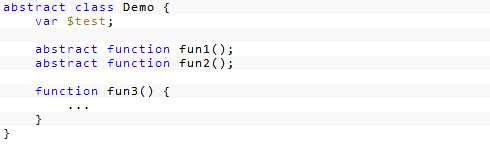 abstract class Demo {
    var $test;

    abstract function fun1();
    abstract function fun2();

    function fun3() {
        ...
    }
}